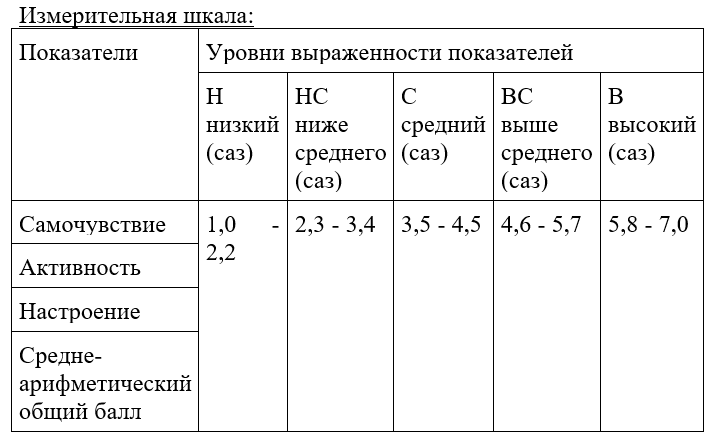 Измерительная шкала:
Показатели
Уровни выраженности показателей
Н
низкий
(саз)
НС
ниже
среднего
(саз)
С
средний
(саз)
ВС
выше
среднего
(саз)
В
высокий
(саз)
Самочувствие
1,0 -
2,2
2,3 - 3,4
3,5 - 4,5
4,6 - 5,7
5,8 - 7,0
Активность
Настроение
Средне-
арифметический
общий балл